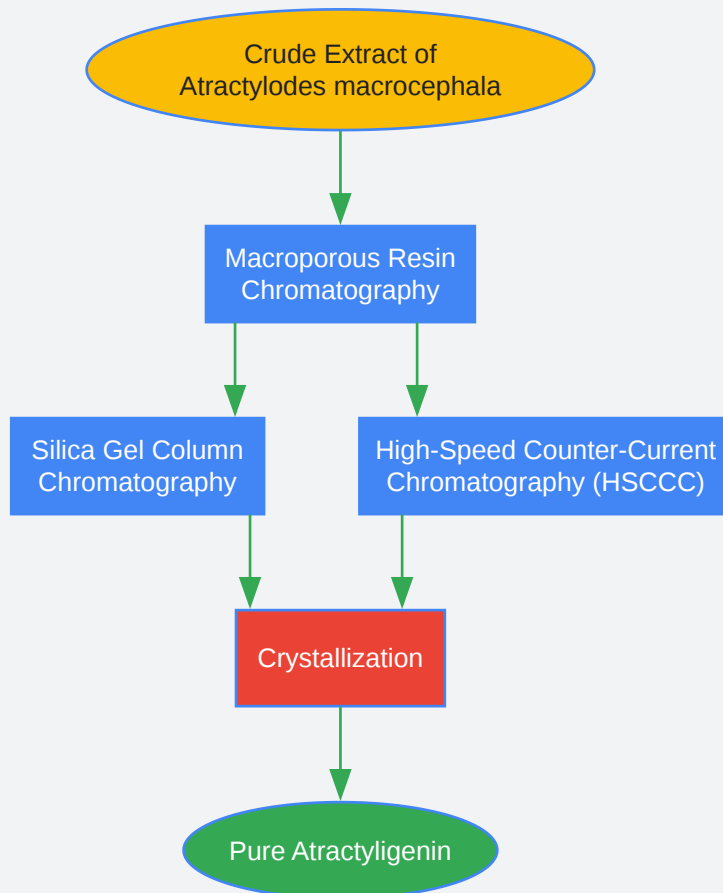 Crude Extract of
Atractylodes macrocephala
Macroporous Resin
Chromatography
Silica Gel Column
Chromatography
High-Speed Counter-Current
Chromatography (HSCCC)
Crystallization
Pure Atractyligenin